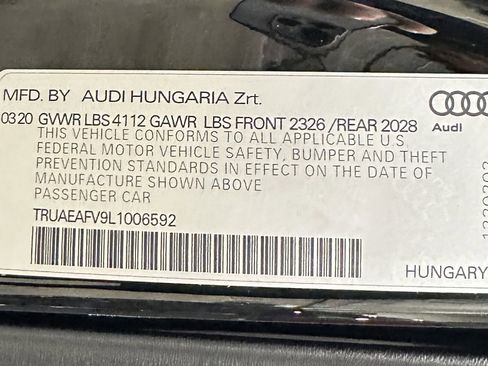 MFD. BY AUDI HUNGARIA Zrt.
0320 GVWR LBS 4112 GAWR LBS FRONT 2326 /REAR 2028
THIS VEHICLE CONFORMS TO ALL APPLICABLE U.S.
FEDERAL MOTOR VEHICLE SAFETY, BUMPER AND THEFT
PREVENTION STANDARDS IN EFFECT ON THE DATE OF
MANUFACTURE SHOWN ABOVE
PASSENGER CAR
TRUAEAFV9L1006592
Audi
HUNGARY